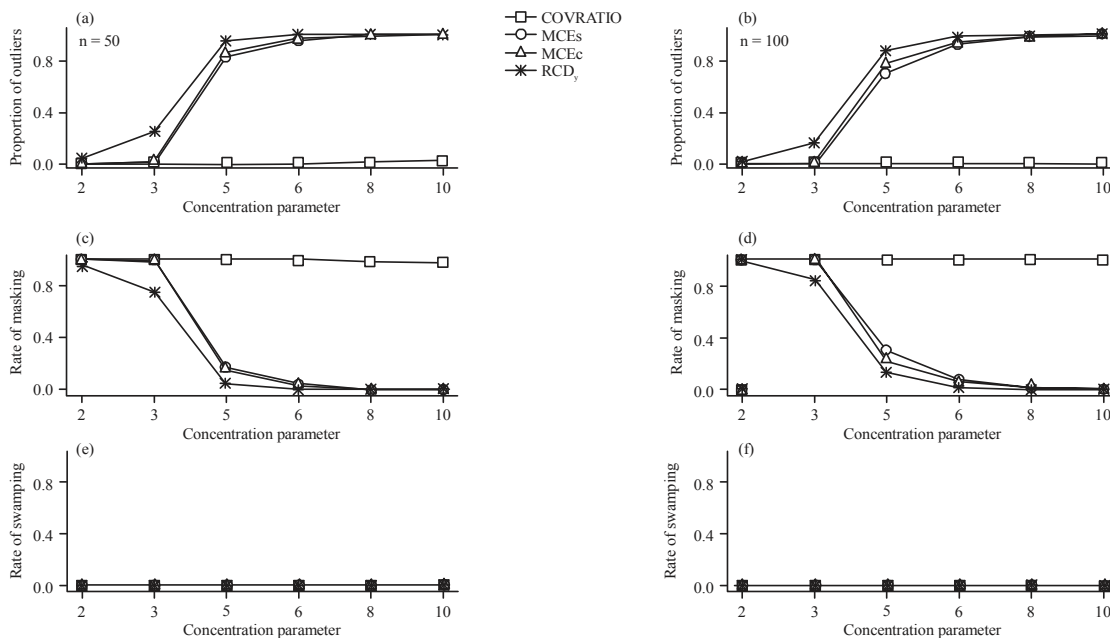 (a)
n = 50
Proportion of outliers
0.8
0.4
0.0
2 3 5 6 8 10
Concentration parameter
COVRATIO
MCEs
MCEc
RCDy
(b)
n = 100
Proportion of outliers
0.8
0.4
0.0
2 3 5 6 8 10
Concentration parameter
(c)
Rate of masking
0.8
0.4
0.0
2 3 5 6 8 10
Concentration parameter
(d)
Rate of masking
0.8
0.4
0.0
2 3 5 6 8 10
Concentration parameter
(e)
Rate of swamping
0.8
0.4
0.0
2 3 5 6 8 10
Concentration parameter
(f)
Rate of swamping
0.8
0.4
0.0
2 3 5 6 8 10
Concentration parameter